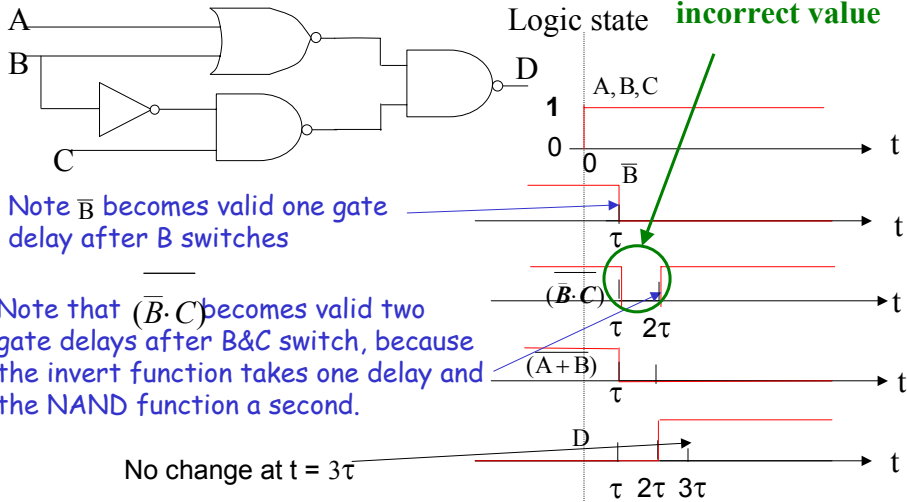 incorrect value
Logic state
A
B
D
C
A, B, C
1
0
0
t
B̅
t
τ
Note B̅ becomes valid one gate
delay after B switches
(B̅·C)̅
τ 2τ
Note that (B̅·C)̅ becomes valid two
gate delays after B&C switch, because
the invert function takes one delay and
the NAND function a second.
t
(A+B)̅
τ
t
D
No change at t = 3τ
t
τ 2τ 3τ